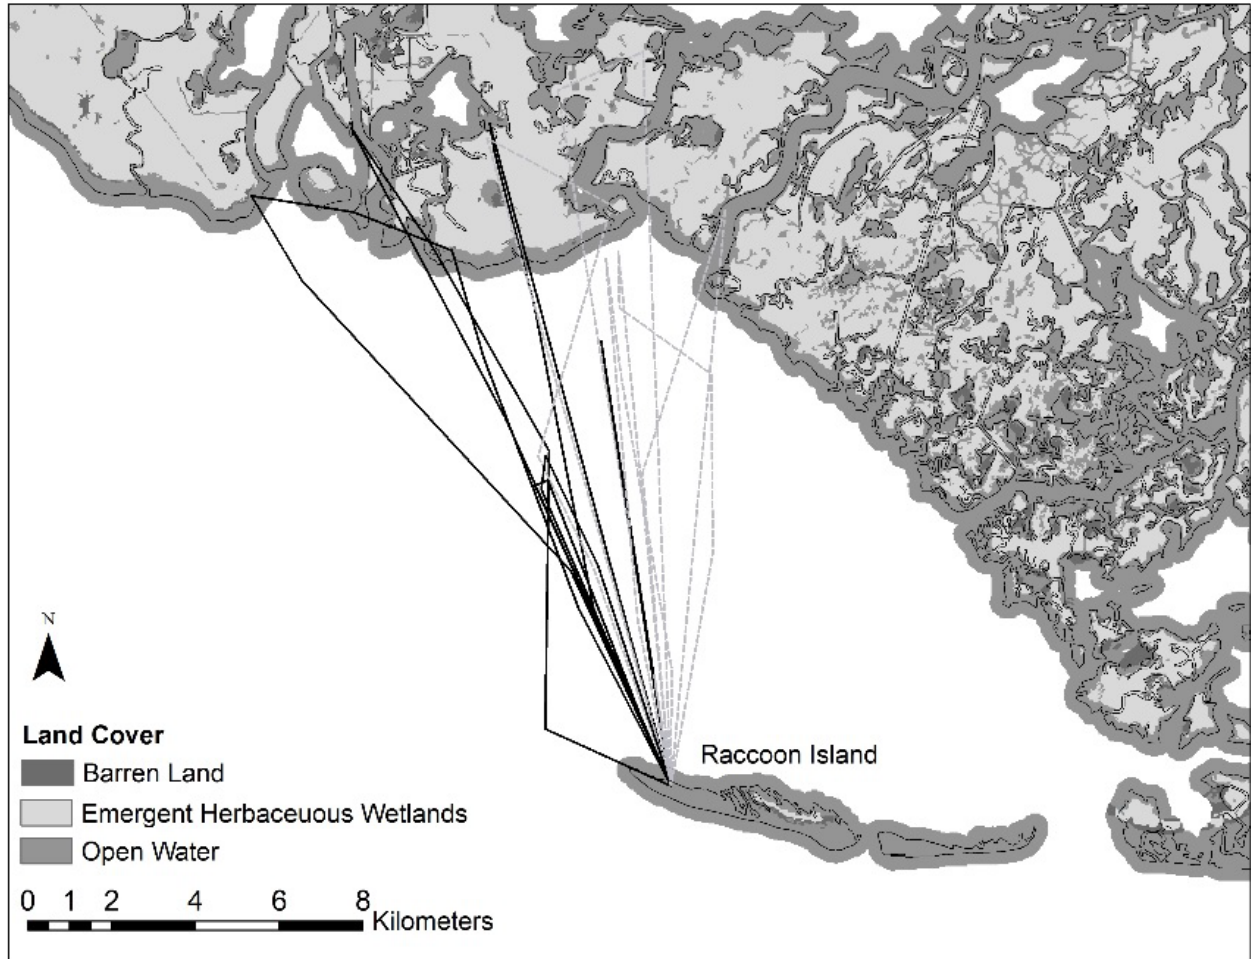 Raccoon Island
N
Land Cover
Barren Land
Emergent Herbaceuous Wetlands
Open Water
0 1 2 4 6 8
Kilometers